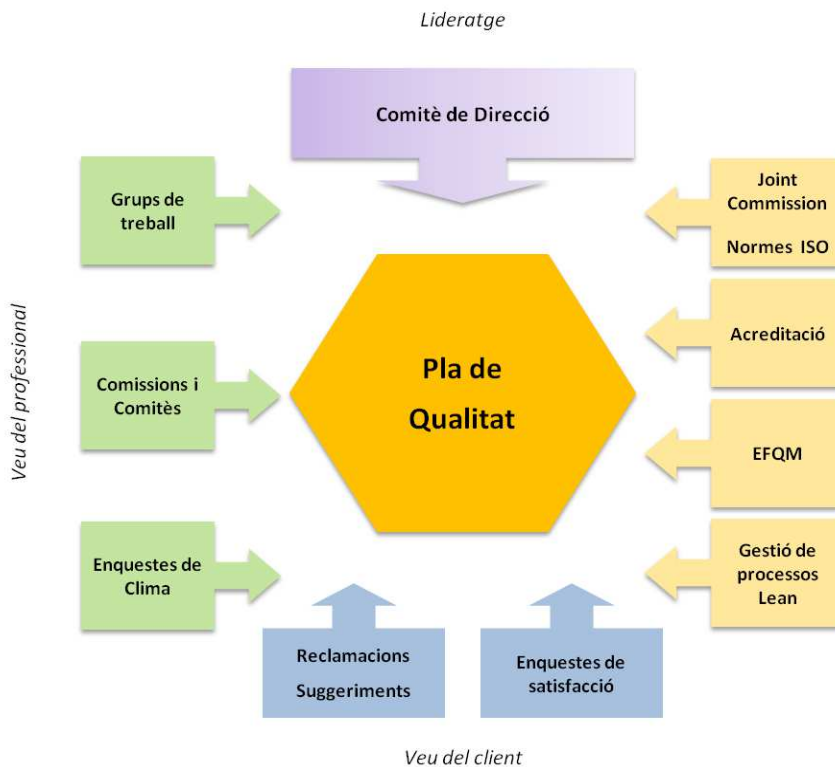 Lideratge
Comitè de Direcció
Grups de
treball
Joint
Commission
Normes ISO
Veu del professional
Acreditació
Pla de
Qualitat
Comissions i
Comitès
EFQM
Enquestes de
Clima
Gestió de
processos
Lean
Reclamacions
Suggeriments
Enquestes de
satisfacció
Veu del client